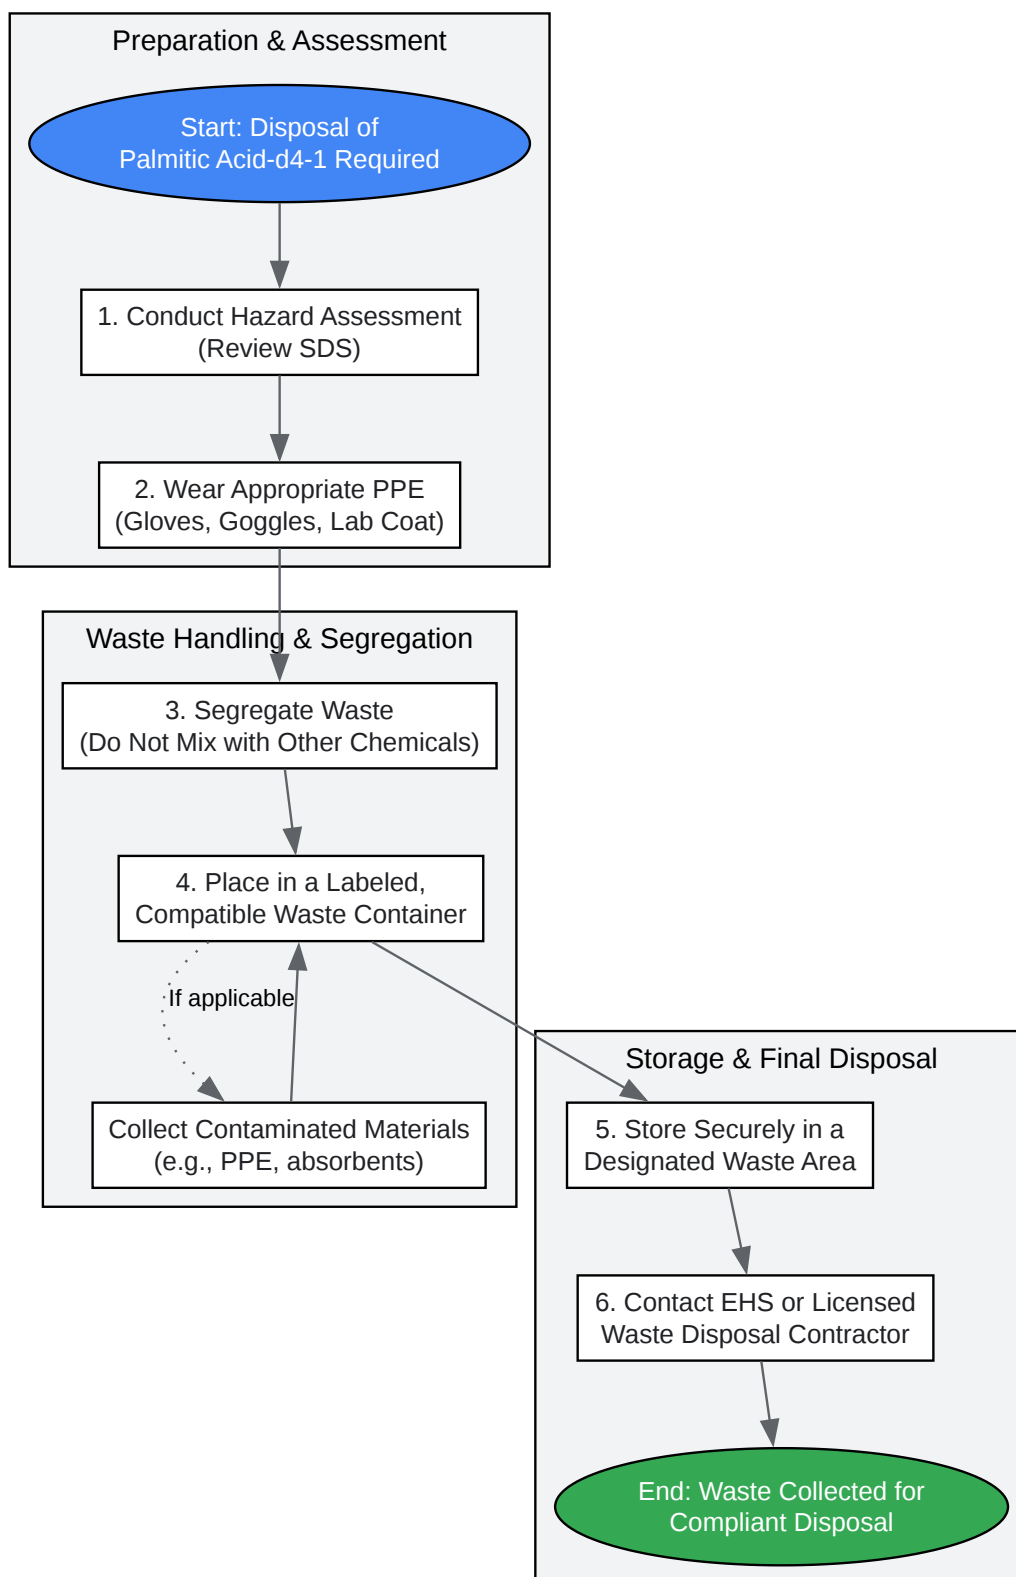 Preparation & Assessment
Start: Disposal of
Palmitic Acid-d4-1 Required
1. Conduct Hazard Assessment
(Review SDS)
2. Wear Appropriate PPE
(Gloves, Goggles, Lab Coat)
Waste Handling & Segregation
3. Segregate Waste
(Do Not Mix with Other Chemicals)
4. Place in a Labeled,
Compatible Waste Container
If applicable
Collect Contaminated Materials
(e.g., PPE, absorbents)
Storage & Final Disposal
5. Store Securely in a
Designated Waste Area
6. Contact EHS or Licensed
Waste Disposal Contractor
End: Waste Collected for
Compliant Disposal